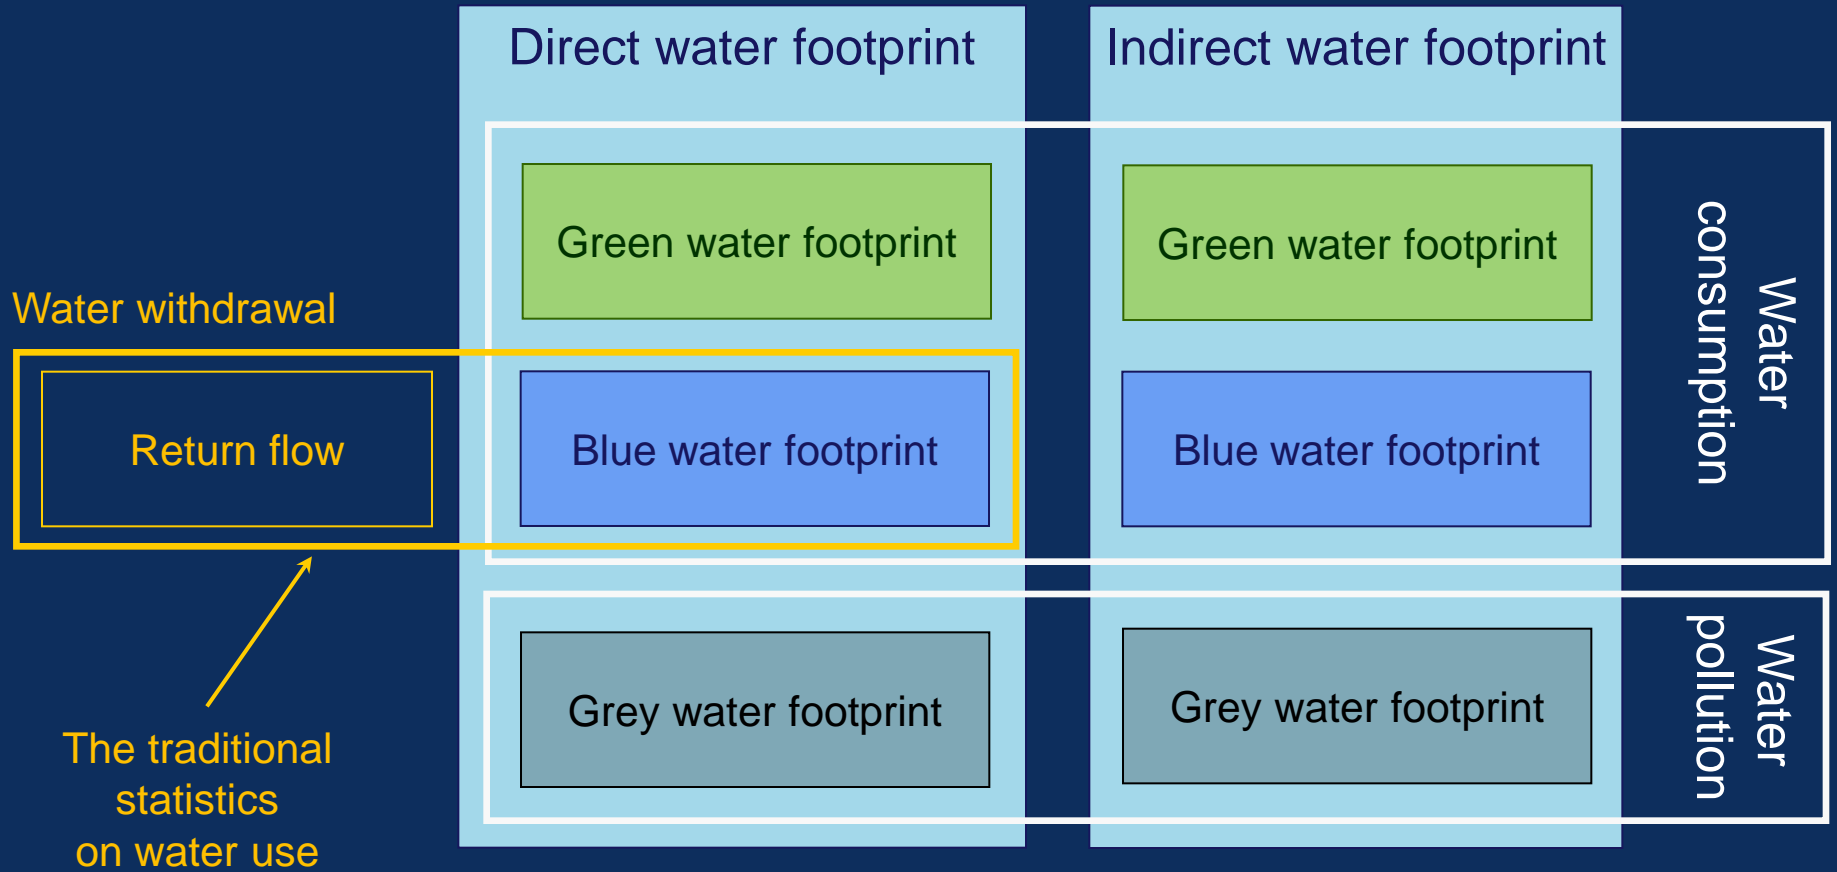 Direct water footprint
Indirect water footprint
Green water footprint
Green water footprint
Water
consumption
Water withdrawal
Return flow
Blue water footprint
Blue water footprint
Grey water footprint
Grey water footprint
Water
pollution
The traditional
statistics
on water use